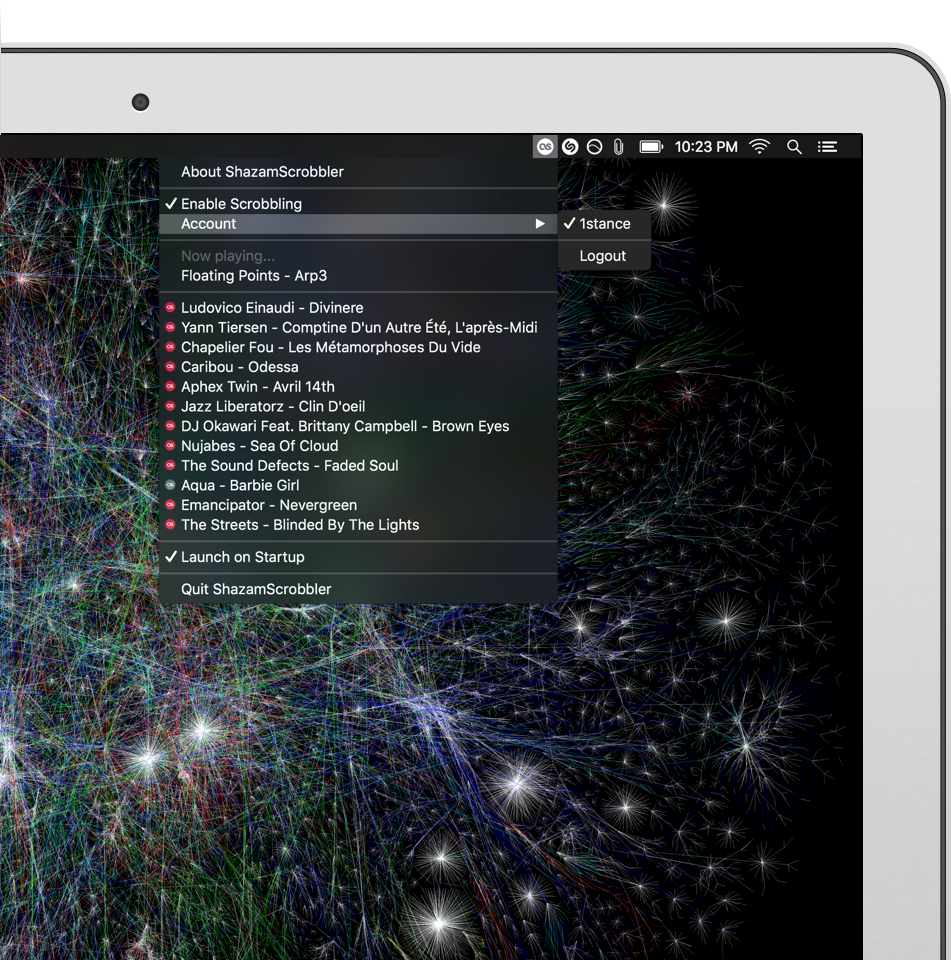 10:23 PM
About ShazamScrobbler
Enable Scrobbling
Account
1stance
Logout
Now playing...
Floating Points - Arp3
Ludovico Einaudi - Divinere
Yann Tiersen - Comptine D'un Autre Été, L'après-Midi
Chapelier Fou - Les Métamorphoses Du Vide
Caribou - Odessa
Aphex Twin - Avril 14th
Jazz Liberatorz - Clin D'oeil
DJ Okawari Feat. Brittany Campbell - Brown Eyes
Nujabes - Sea Of Cloud
The Sound Defects - Faded Soul
Aqua - Barbie Girl
Emancipator - Nevergreen
The Streets - Blinded By The Lights
Launch on Startup
Quit ShazamScrobbler